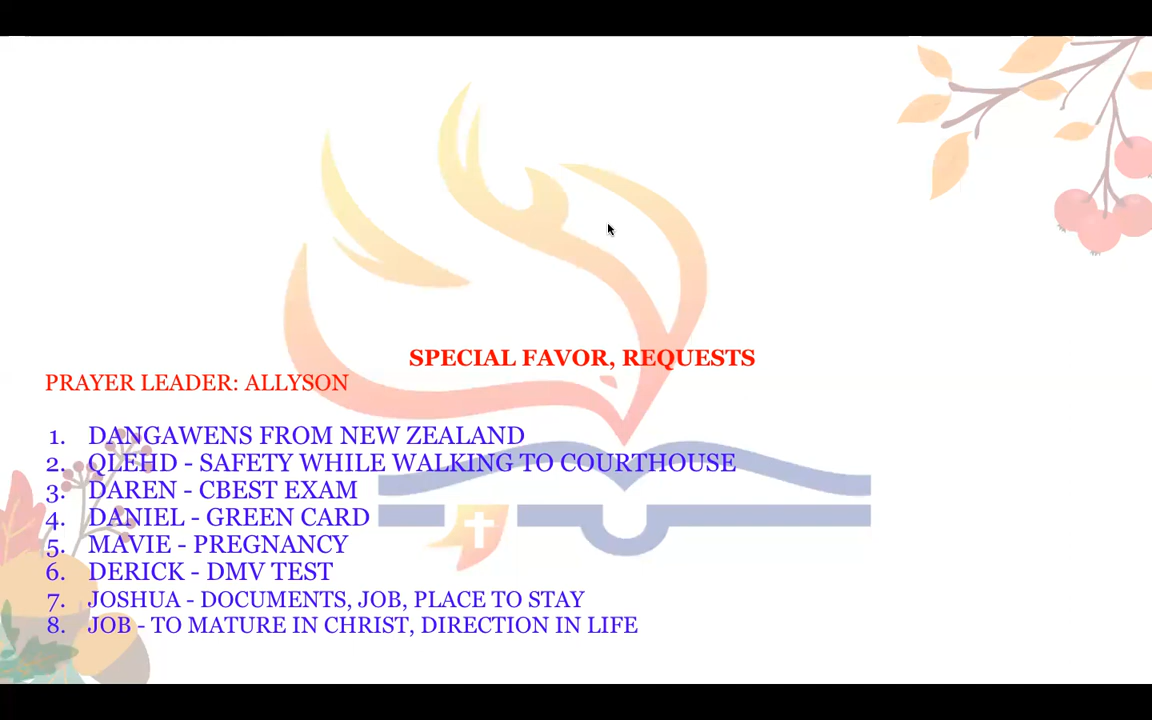 SPECIAL FAVOR, REQUESTS
PRAYER LEADER: ALLYSON
1. DANGAWENS FROM NEW ZEALAND
2. QLEHD - SAFETY WHILE WALKING TO COURTHOUSE
3. DAREN - CBEST EXAM
4. DANIEL - GREEN CARD
5. MAVIE - PREGNANCY
6. DERICK - DMV TEST
7. JOSHUA - DOCUMENTS, JOB, PLACE TO STAY
8. JOB - TO MATURE IN CHRIST, DIRECTION IN LIFE